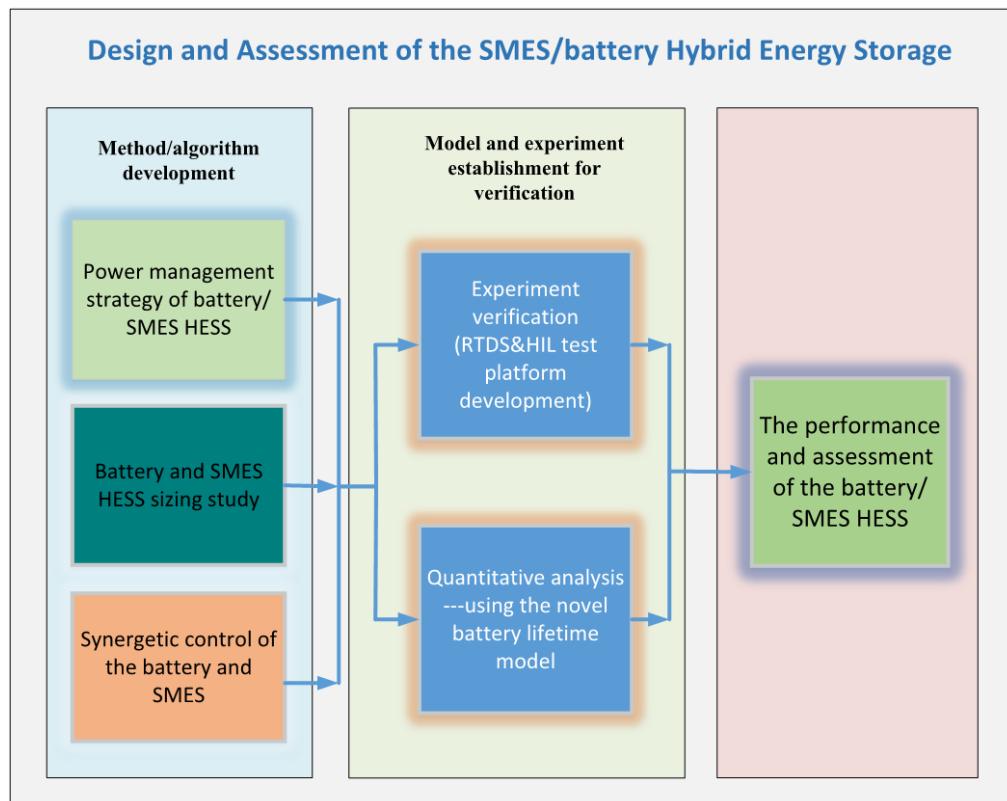 Design and Assessment of the SMES/battery Hybrid Energy Storage
Method/algorithm
development
Power management
strategy of battery/
SMES HESS
Battery and SMES
HESS sizing study
Synergetic control of
the battery and
SMES
Model and experiment
establishment for
verification
Experiment
verification
(RTDS&HIL test
platform
development)
Quantitative analysis
---using the novel
battery lifetime
model
The performance
and assessment
of the battery/
SMES HESS